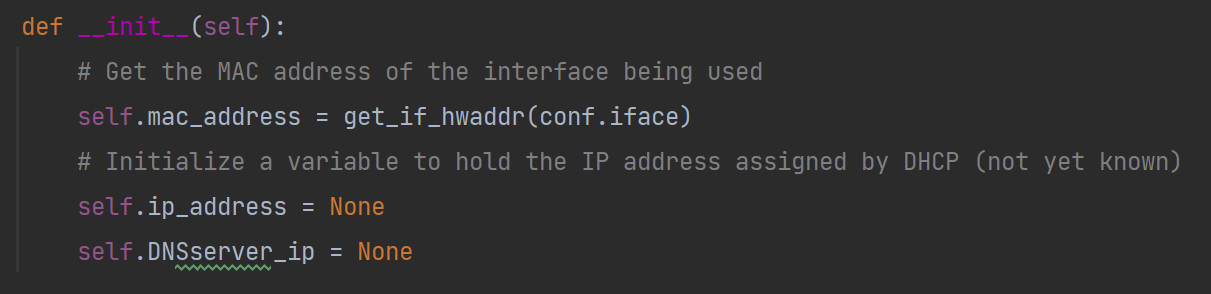 def __init__(self):
    # Get the MAC address of the interface being used
    self.mac_address = get_if_hwaddr(conf.iface)
    # Initialize a variable to hold the IP address assigned by DHCP (not yet known)
    self.ip_address = None
    self.DNSserver_ip = None